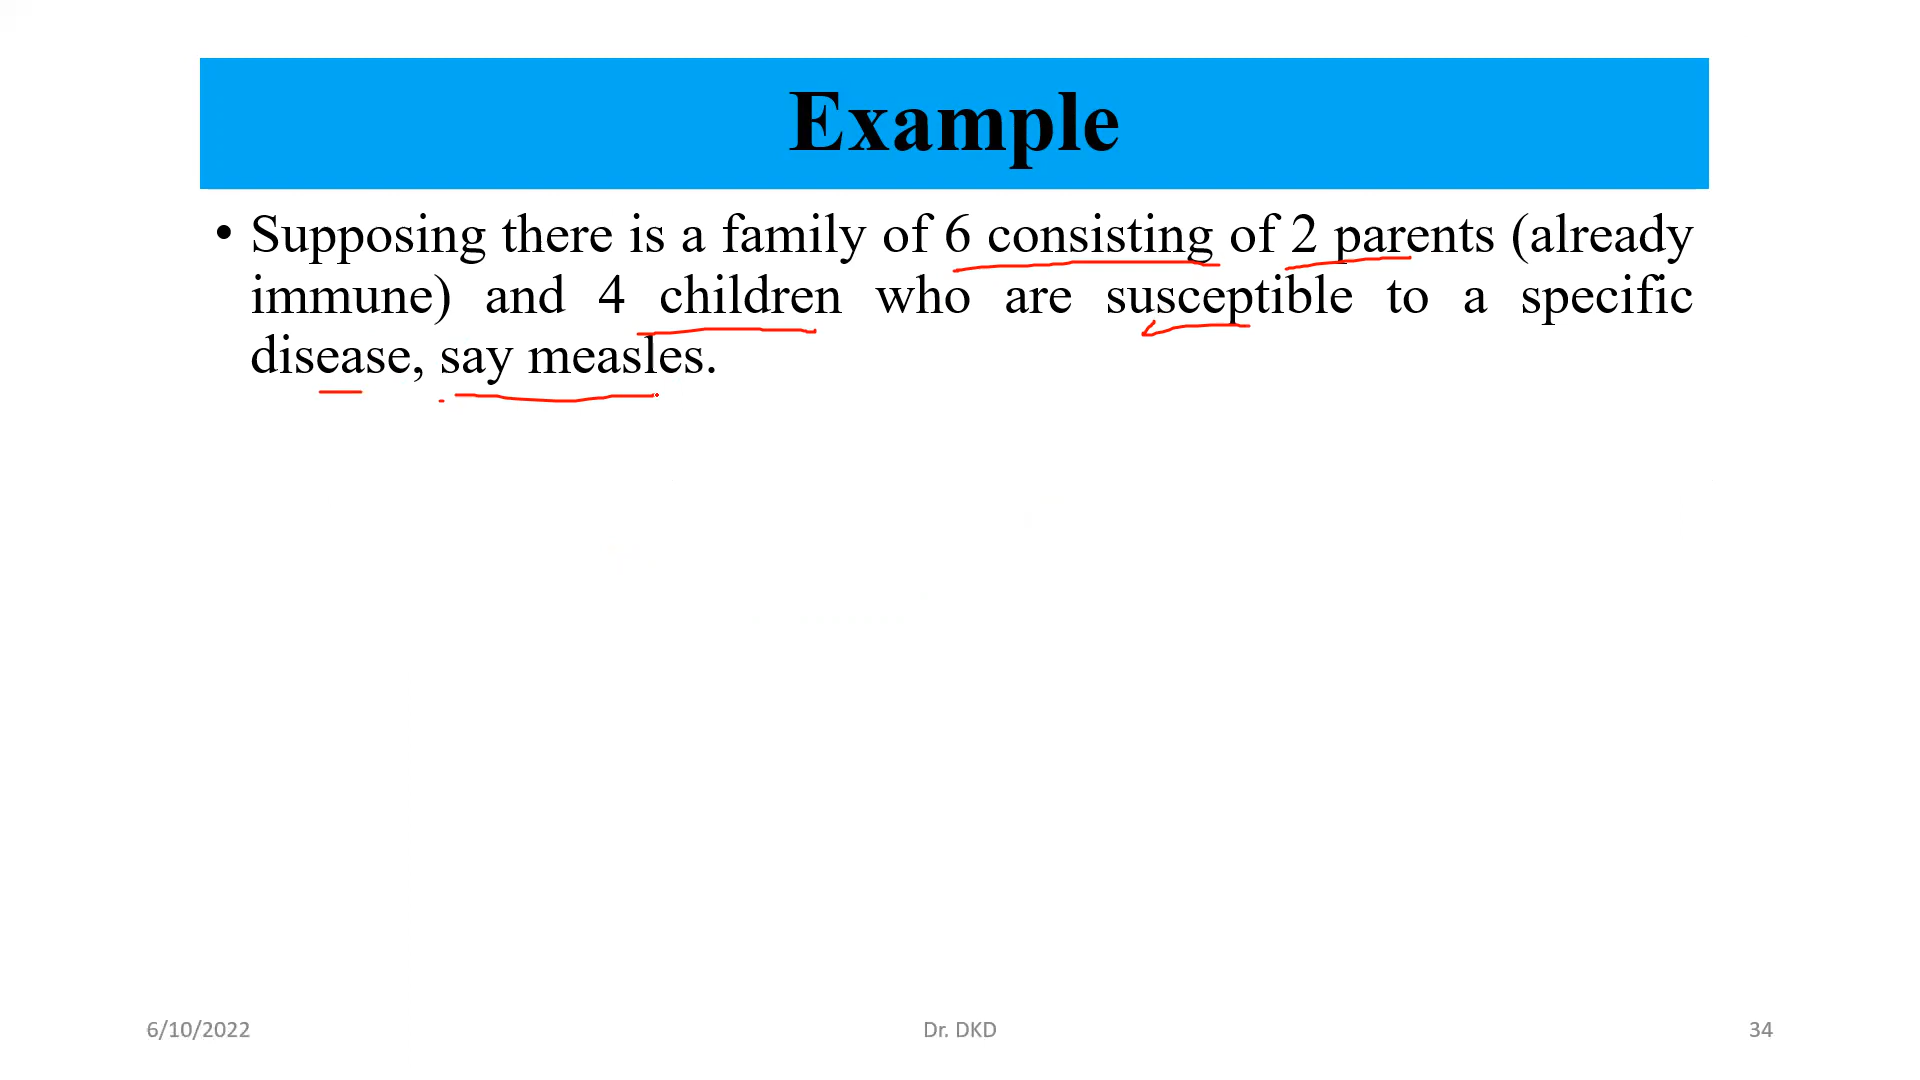 Example
• Supposing there is a family of 6 consisting of 2 parents (already
immune) and 4 children who are susceptible to a specific
disease, say measles.
6/10/2022 Dr. DKD 34